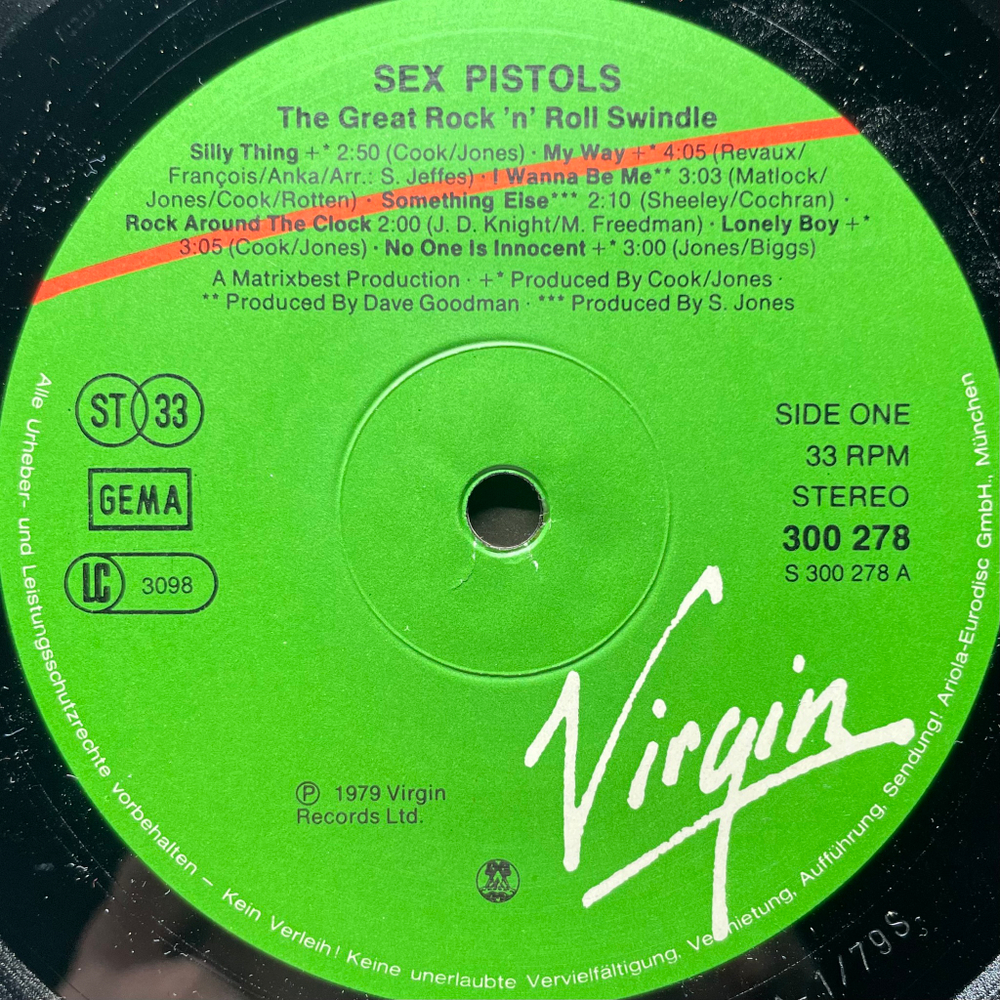 SEX PISTOLS
The Great Rock 'n' Roll Swindle
Silly Thing +* 2:50 (Cook/Jones) · My Way +* 4:05 (Revaux/
François/Anka/Arr.: S. Jeffes) · I Wanna Be Me** 3:03 (Matlock/
Jones/Cook/Rotten) · Something Else*** 2:10 (Sheeley/Cochran) ·
Rock Around The Clock 2:00 (J. D. Knight/M. Freedman) · Lonely Boy +*
3:05 (Cook/Jones) · No One Is Innocent +* 3:00 (Jones/Biggs)
A Matrixbest Production · +* Produced By Cook/Jones ·
** Produced By Dave Goodman · *** Produced By S. Jones
ST 33
GEMA
LC 3098
SIDE ONE
33 RPM
STEREO
300 278
S 300 278 A
Virgin
℗ 1979 Virgin
Records Ltd.
Alle Urheber- und Leistungsschutzrechte vorbehalten – Kein Verleih! Keine unerlaubte Vervielfältigung, Vermietung, Aufführung, Sendung! Ariola-Eurodisc GmbH., München
1/79S